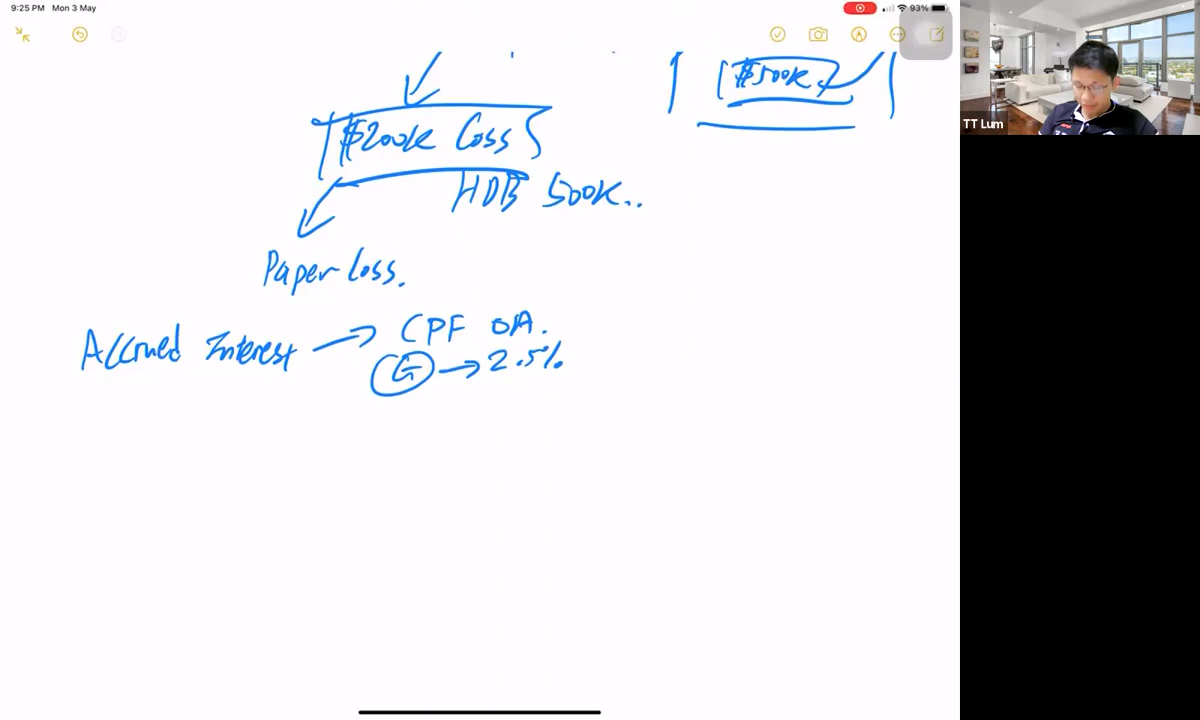 9:25 PM Mon 3 May
93%
$500K
TT Lum
$200K Loss
HDB 500K..
Paper loss.
Accrued Interest → CPF OA.
G → 2.5%